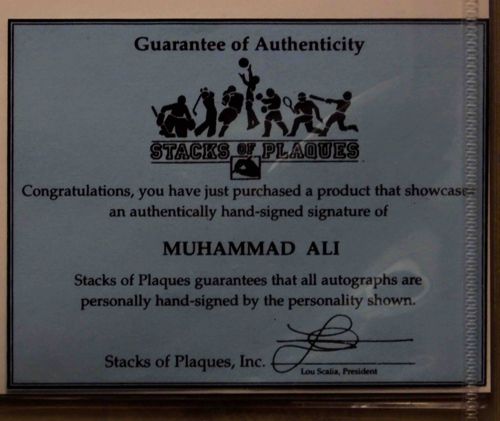 Guarantee of Authenticity
STACKS OF PLAQUES
Congratulations, you have just purchased a product that showcases
an authentically hand-signed signature of
MUHAMMAD ALI
Stacks of Plaques guarantees that all autographs are
personally hand-signed by the personality shown.
Stacks of Plaques, Inc.
Lou Scalia, President